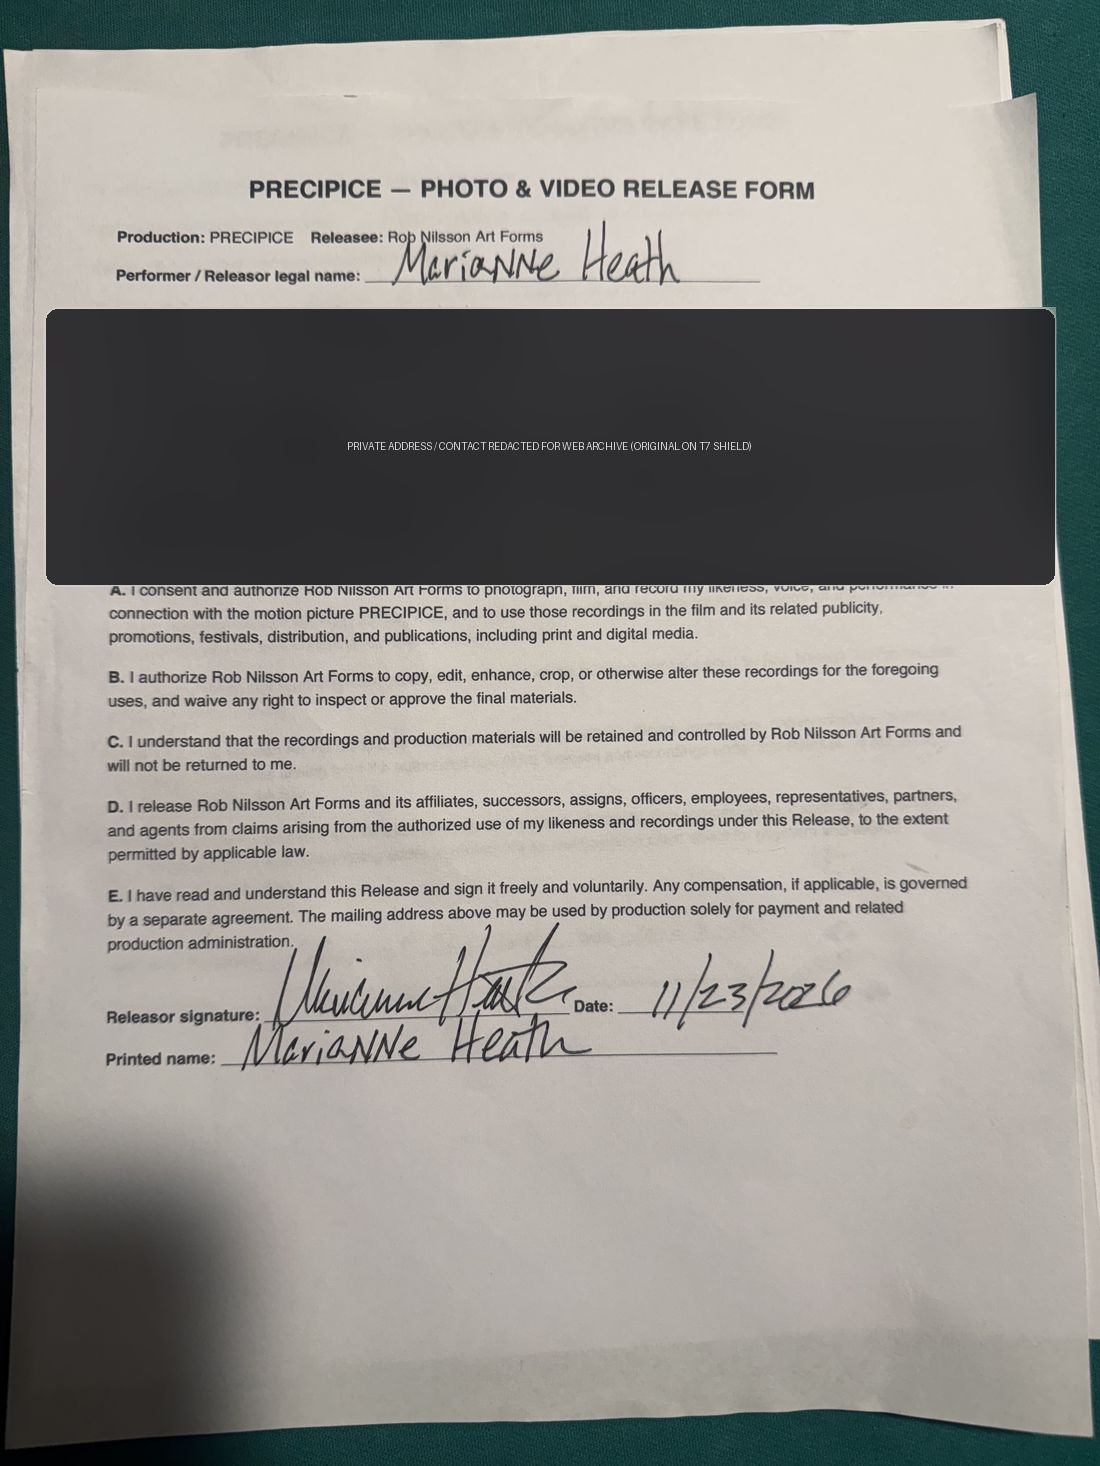 PRECIPICE — PHOTO & VIDEO RELEASE FORM
Production: PRECIPICE Releasee: Rob Nilsson Art Forms
Performer / Releasor legal name: Marianne Heath
PRIVATE ADDRESS / CONTACT REDACTED FOR WEB ARCHIVE (ORIGINAL ON T7 SHIELD)
A. I consent and authorize Rob Nilsson Art Forms to photograph, film, and record my likeness, voice, and performance in
connection with the motion picture PRECIPICE, and to use those recordings in the film and its related publicity,
promotions, festivals, distribution, and publications, including print and digital media.
B. I authorize Rob Nilsson Art Forms to copy, edit, enhance, crop, or otherwise alter these recordings for the foregoing
uses, and waive any right to inspect or approve the final materials.
C. I understand that the recordings and production materials will be retained and controlled by Rob Nilsson Art Forms and
will not be returned to me.
D. I release Rob Nilsson Art Forms and its affiliates, successors, assigns, officers, employees, representatives, partners,
and agents from claims arising from the authorized use of my likeness and recordings under this Release, to the extent
permitted by applicable law.
E. I have read and understand this Release and sign it freely and voluntarily. Any compensation, if applicable, is governed
by a separate agreement. The mailing address above may be used by production solely for payment and related
production administration.
Releasor signature: Marianne Heath Date: 11/23/2026
Printed name: Marianne Heath